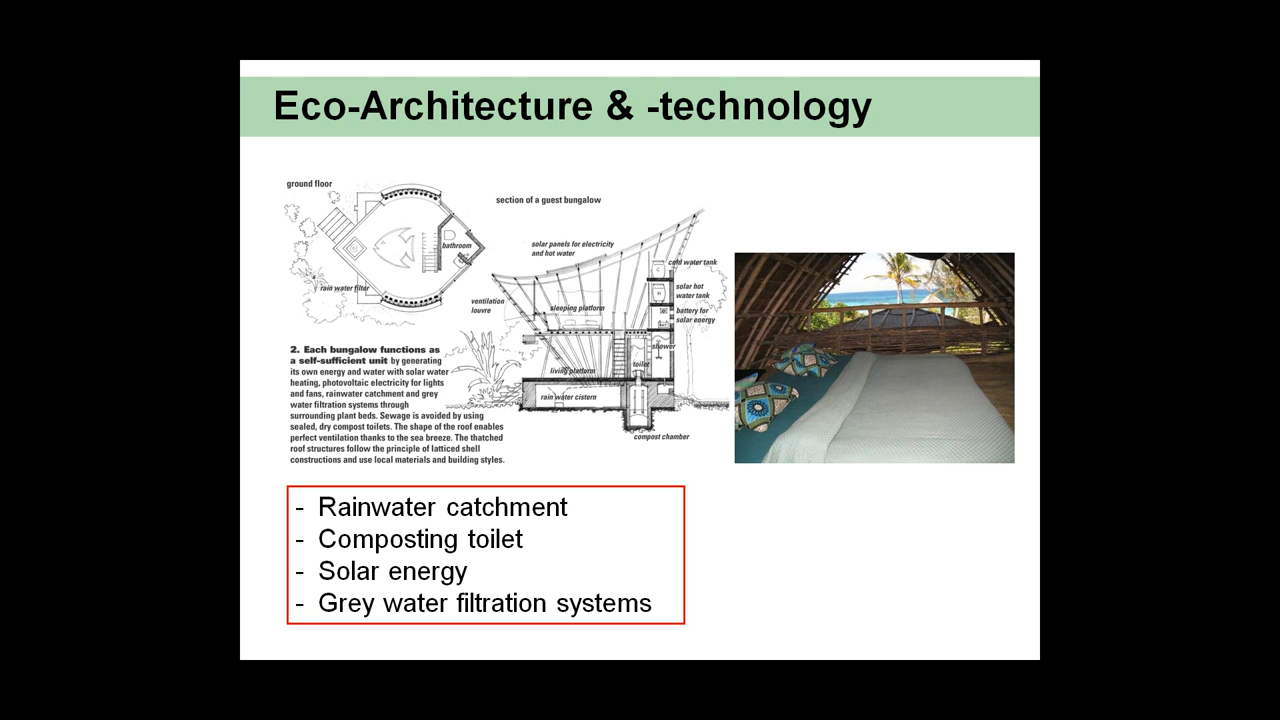 Eco-Architecture & -technology
ground floor
section of a guest bungalow
bathroom
rain water filter
solar panels for electricity
and hot water
cold water tank
solar hot
water tank
battery for
solar energy
ventilation
louvre
sleeping platform
shower
toilet
living platform
rain water cistern
compost chamber
2. Each bungalow functions as
a self-sufficient unit by generating
its own energy and water with solar water
heating, photovoltaic electricity for lights
and fans, rainwater catchment and grey
water filtration systems through
surrounding plant beds. Sewage is avoided by using
sealed, dry compost toilets. The shape of the roof enables
perfect ventilation thanks to the sea breeze. The thatched
roof structures follow the principle of latticed shell
constructions and use local materials and building styles.
- Rainwater catchment
- Composting toilet
- Solar energy
- Grey water filtration systems